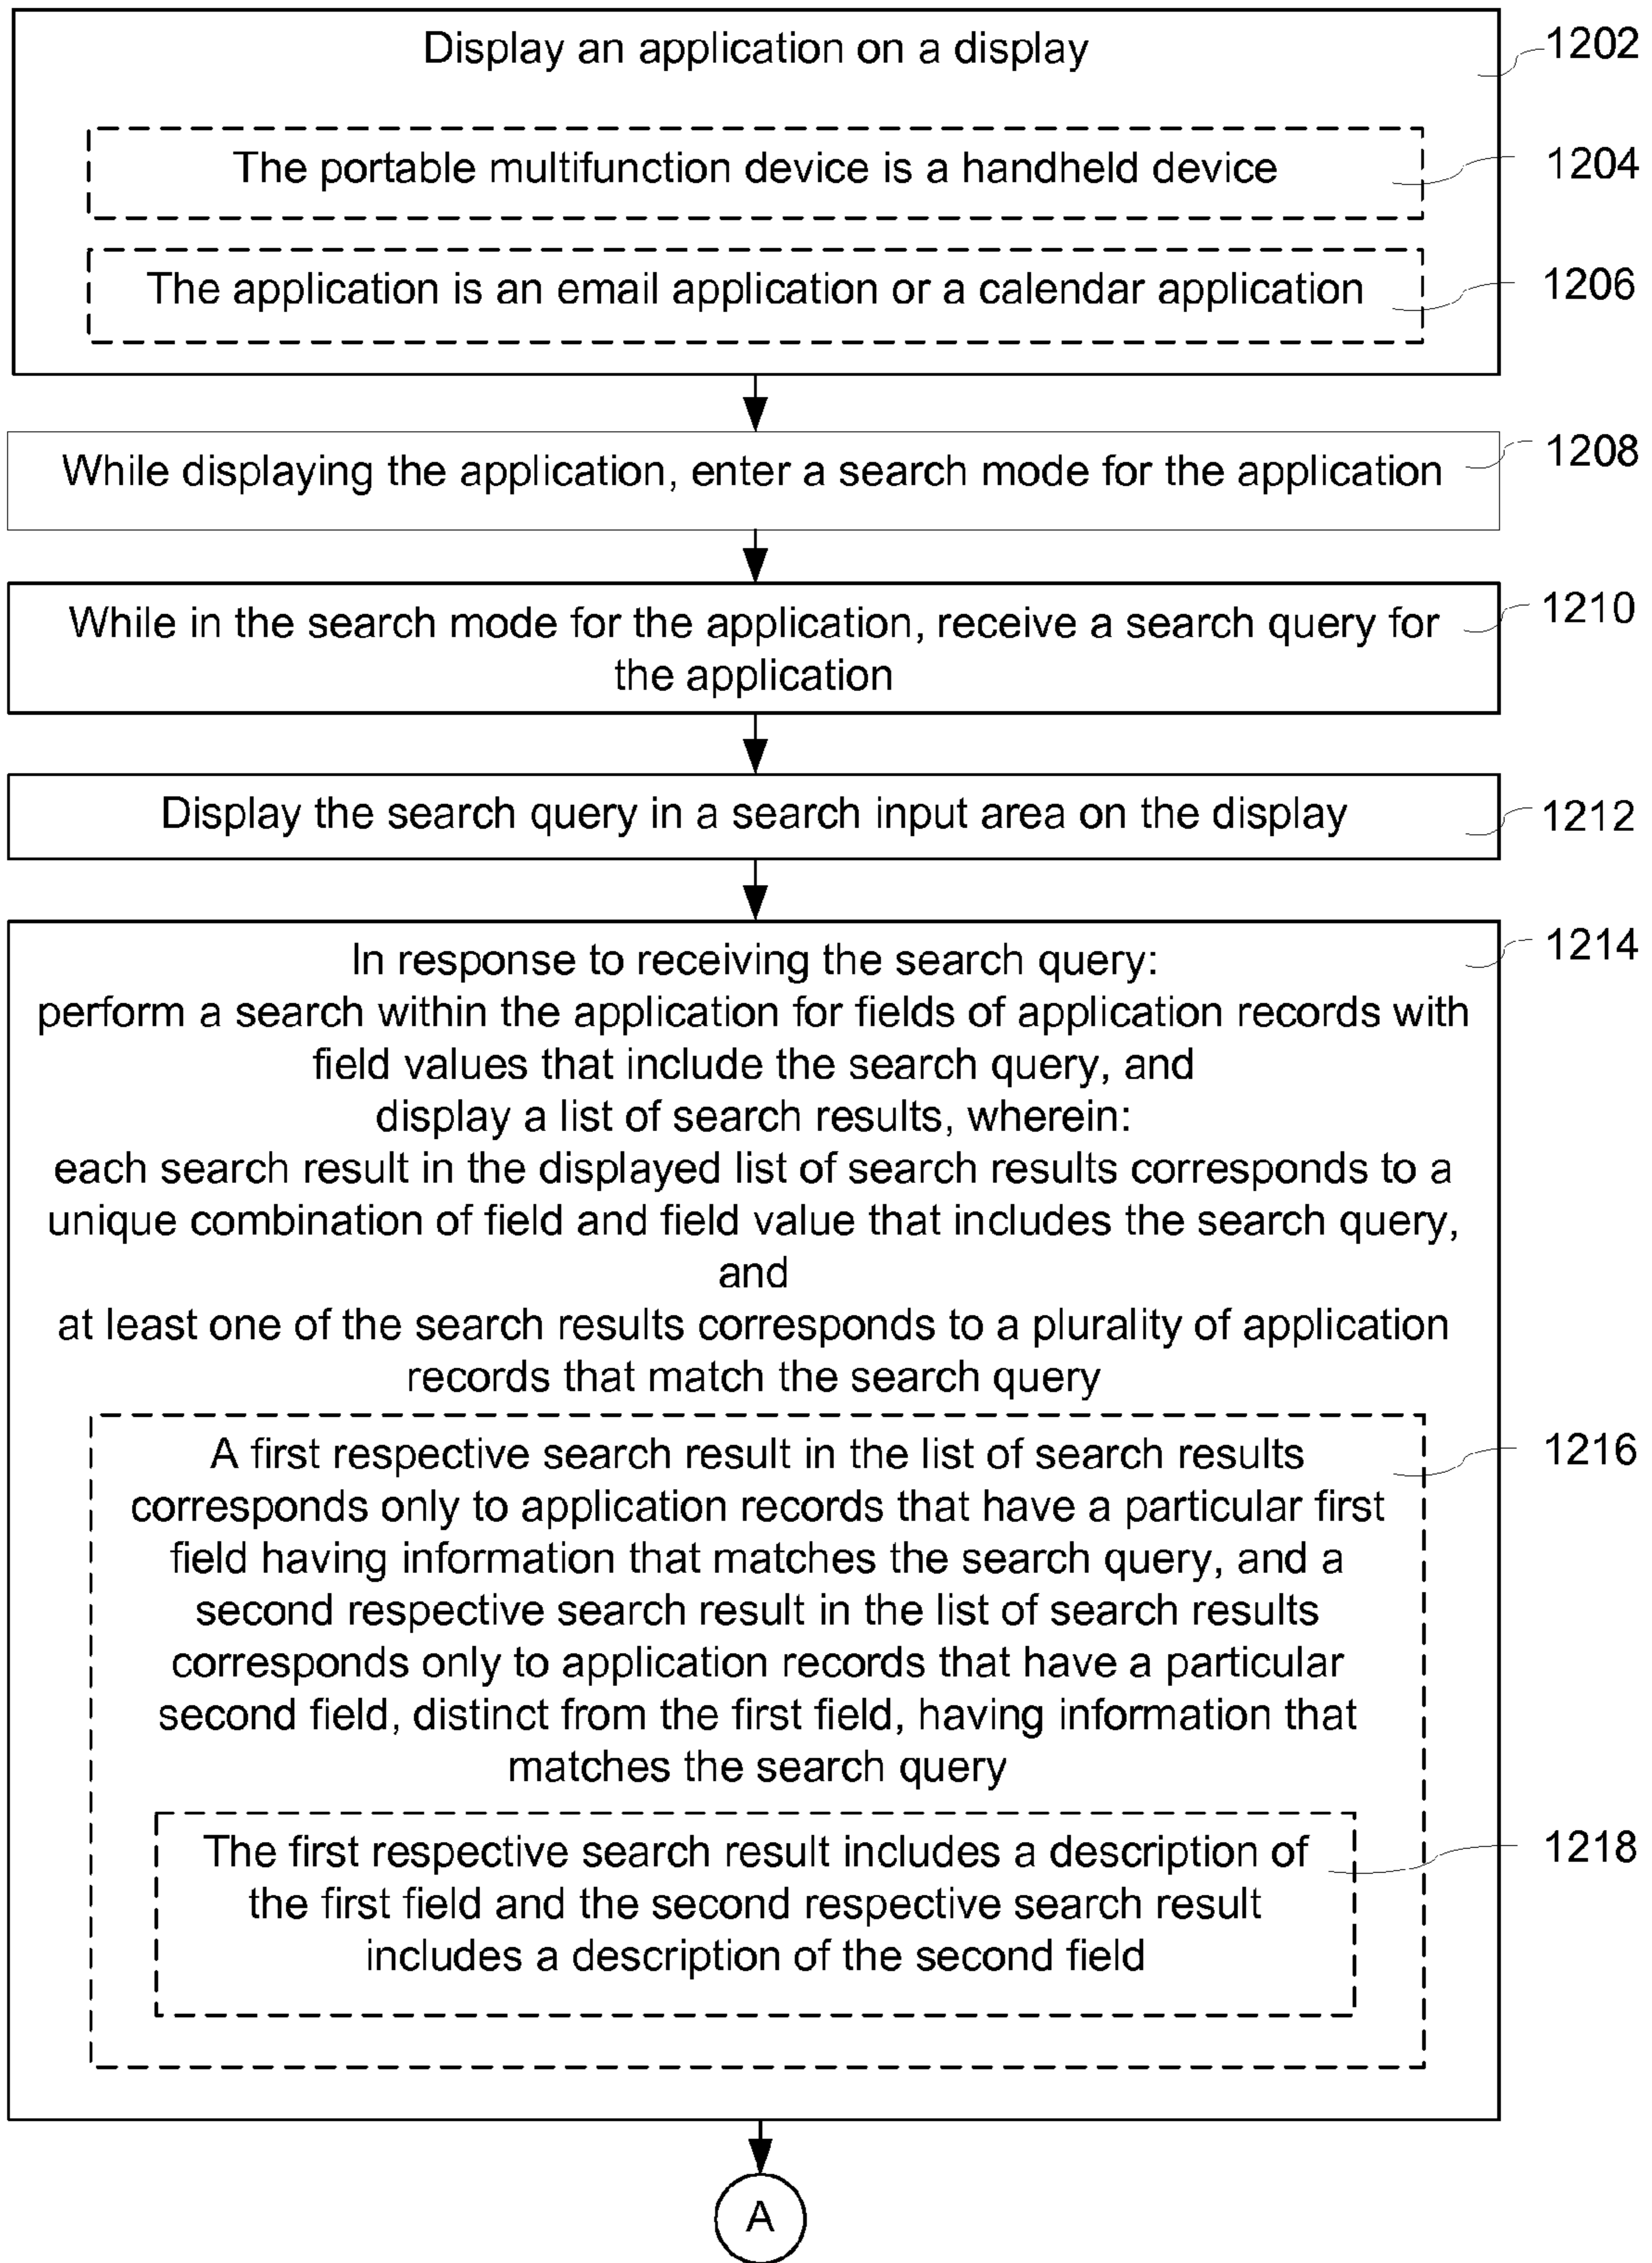 Display an application on a display
1202
The portable multifunction device is a handheld device
1204
The application is an email application or a calendar application
1206
While displaying the application, enter a search mode for the application
1208
While in the search mode for the application, receive a search query for
the application
1210
Display the search query in a search input area on the display
1212
In response to receiving the search query:
1214
perform a search within the application for fields of application records with
field values that include the search query, and
display a list of search results, wherein:
each search result in the displayed list of search results corresponds to a
unique combination of field and field value that includes the search query,
and
at least one of the search results corresponds to a plurality of application
records that match the search query
A first respective search result in the list of search results
1216
corresponds only to application records that have a particular first
field having information that matches the search query, and a
second respective search result in the list of search results
corresponds only to application records that have a particular
second field, distinct from the first field, having information that
matches the search query
The first respective search result includes a description of
1218
the first field and the second respective search result
includes a description of the second field
A